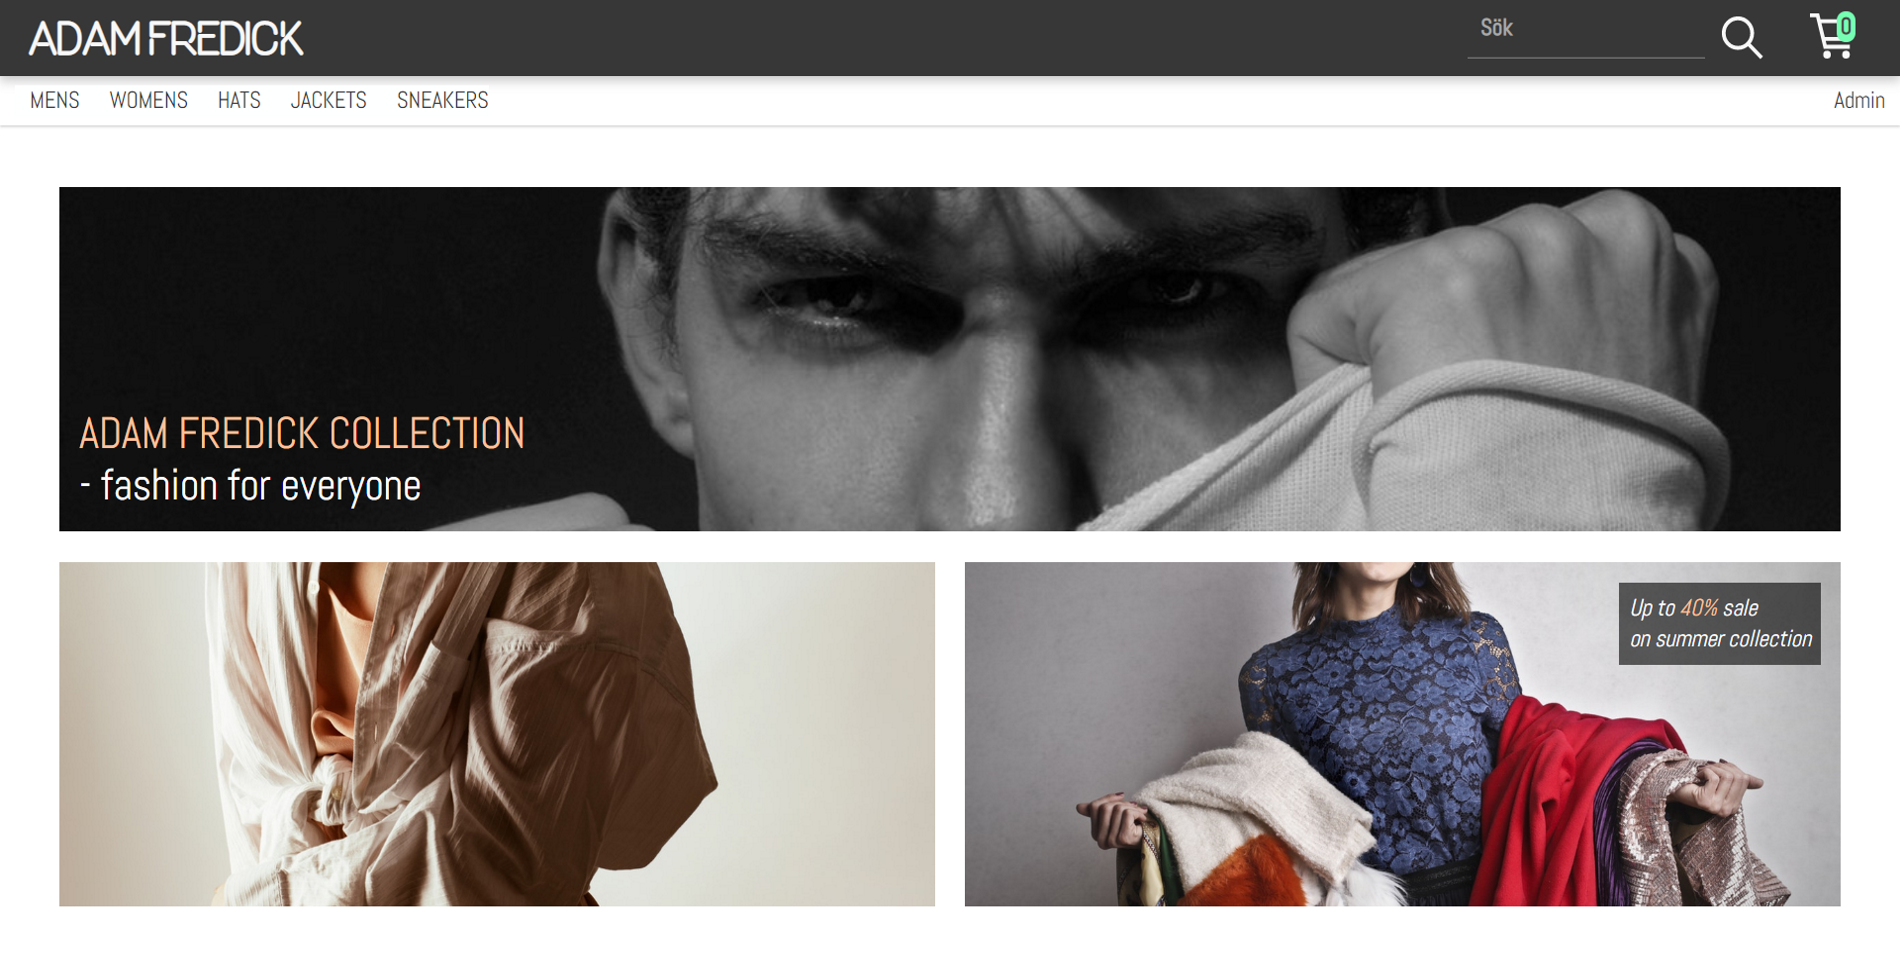 ADAM FREDICK
Sök
0
MENS WOMENS HATS JACKETS SNEAKERS
Admin
ADAM FREDICK COLLECTION
- fashion for everyone
Up to 40% sale
on summer collection